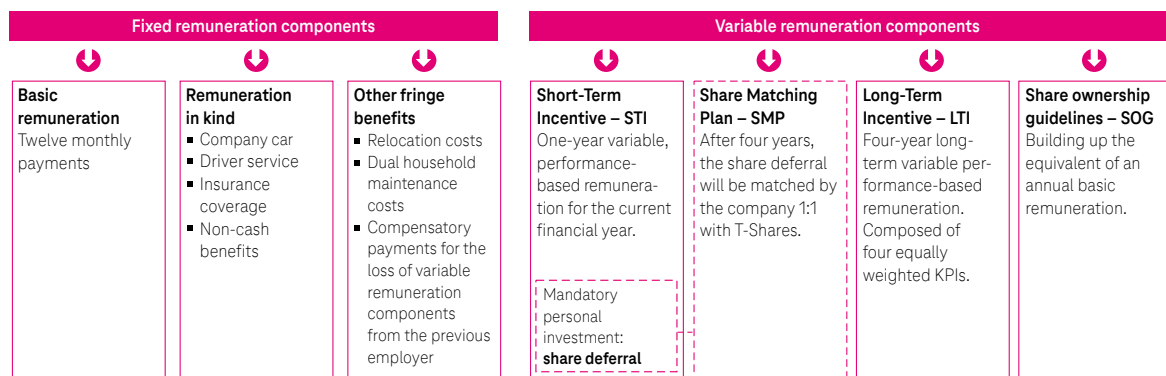 Fixed remuneration components
Basic
remuneration
Twelve monthly
payments
Remuneration
in kind
▪ Company car
▪ Driver service
▪ Insurance
coverage
▪ Non-cash
benefits
Other fringe
benefits
▪ Relocation costs
▪ Dual household
maintenance
costs
▪ Compensatory
payments for the
loss of variable
remuneration
components
from the previous
employer
Variable remuneration components
Short-Term
Incentive – STI
One-year variable,
performance-
based remunera-
tion for the current
financial year.
Mandatory
personal
investment:
share deferral
Share Matching
Plan – SMP
After four years,
the share deferral
will be matched by
the company 1:1
with T-Shares.
Long-Term
Incentive – LTI
Four-year long-
term variable per-
formance-based
remuneration.
Composed of
four equally
weighted KPIs.
Share ownership
guidelines – SOG
Building up the
equivalent of an
annual basic
remuneration.